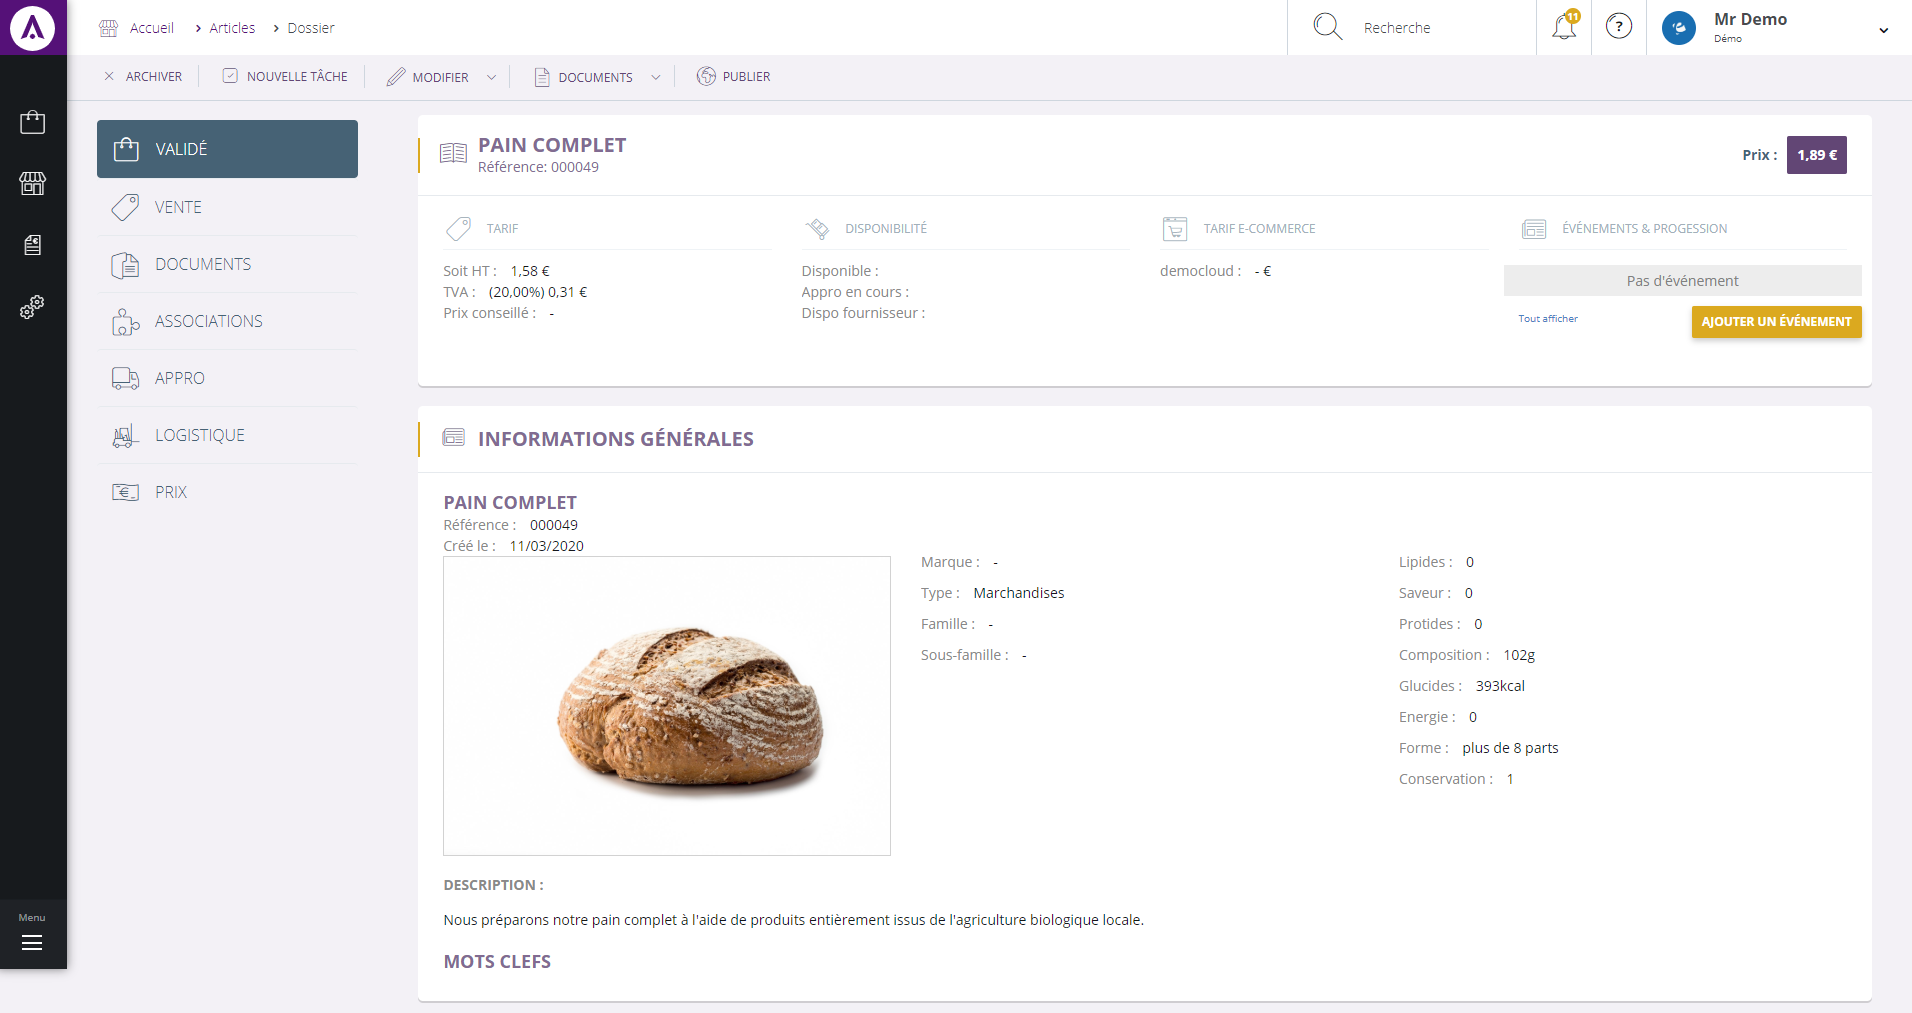 Accueil > Articles > Dossier
Recherche
11
?
Mr Demo
Démo
ARCHIVER
NOUVELLE TÂCHE
MODIFIER
DOCUMENTS
PUBLIER
VALIDÉ
VENTE
DOCUMENTS
ASSOCIATIONS
APPRO
LOGISTIQUE
PRIX
Menu
PAIN COMPLET
Référence: 000049
Prix : 1,89 €
TARIF
Soit HT : 1,58 €
TVA : (20,00%) 0,31 €
Prix conseillé : -
DISPONIBILITÉ
Disponible :
Appro en cours :
Dispo fournisseur :
TARIF E-COMMERCE
democloud : - €
ÉVÈNEMENTS & PROGESSION
Pas d'événement
Tout afficher
AJOUTER UN ÉVÉNEMENT
INFORMATIONS GÉNÉRALES
PAIN COMPLET
Référence : 000049
Créé le : 11/03/2020
Marque : -
Type : Marchandises
Famille : -
Sous-famille : -
Lipides : 0
Saveur : 0
Protides : 0
Composition : 102g
Glucides : 393kcal
Energie : 0
Forme : plus de 8 parts
Conservation : 1
DESCRIPTION :
Nous préparons notre pain complet à l'aide de produits entièrement issus de l'agriculture biologique locale.
MOTS CLEFS